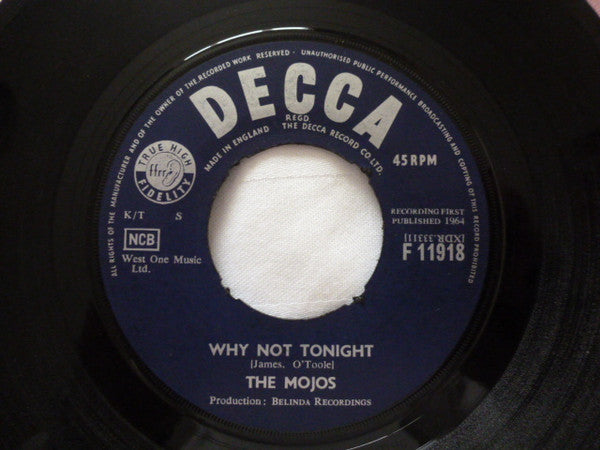 ALL RIGHTS OF THE MANUFACTURER AND OF THE OWNER OF THE RECORDED WORK RESERVED · UNAUTHORISED PUBLIC PERFORMANCE BROADCASTING AND COPYING OF THIS RECORD PROHIBITED
DECCA
REGD
MADE IN ENGLAND THE DECCA RECORD CO LTD.
TRUE HIGH
ffrr
FIDELITY
45 RPM
K/T S
RECORDING FIRST
PUBLISHED 1964
NCB
[XDR.33311]
F 11918
West One Music
Ltd.
WHY NOT TONIGHT
[James. O'Toole]
THE MOJOS
Production: BELINDA RECORDINGS